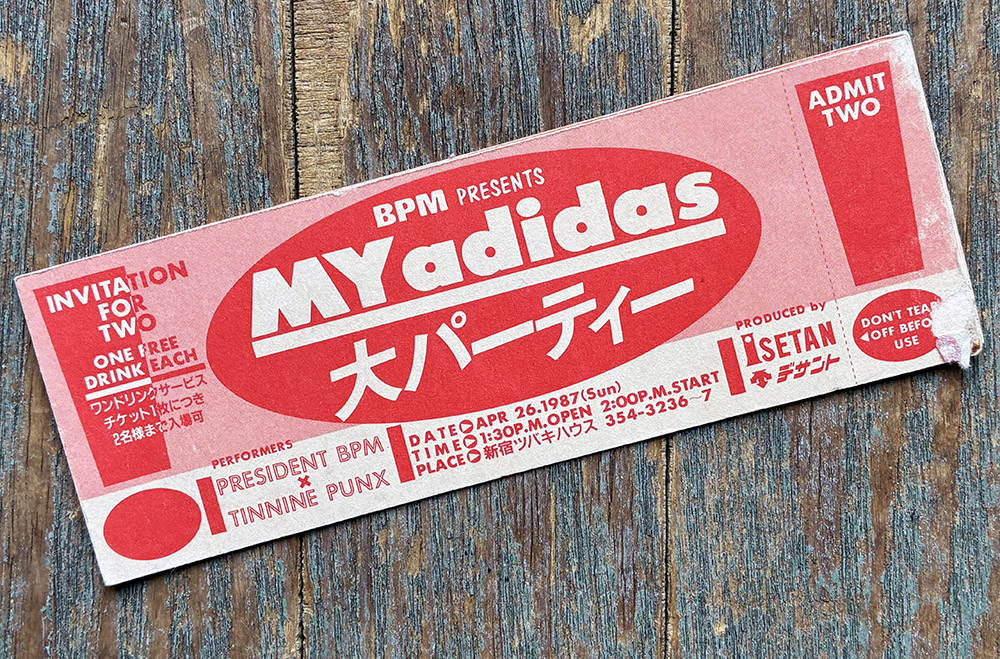 INVITATION
FOR
TWO
ONE FREE
DRINK EACH
ワンドリンクサービス
チケット1枚につき
2名様まで入場可
BPM PRESENTS
MY adidas
大パーティー
PERFORMERS
PRESIDENT BPM
×
TINNINE PUNX
DATE▶APR 26.1987(Sun)
TIME▶1:30P.M.OPEN 2:00P.M.START
PLACE▶新宿ツバキハウス 354-3236〜7
PRODUCED by
ISETAN
デサント
ADMIT
TWO
DON'T TEAR
◀OFF BEFO
USE